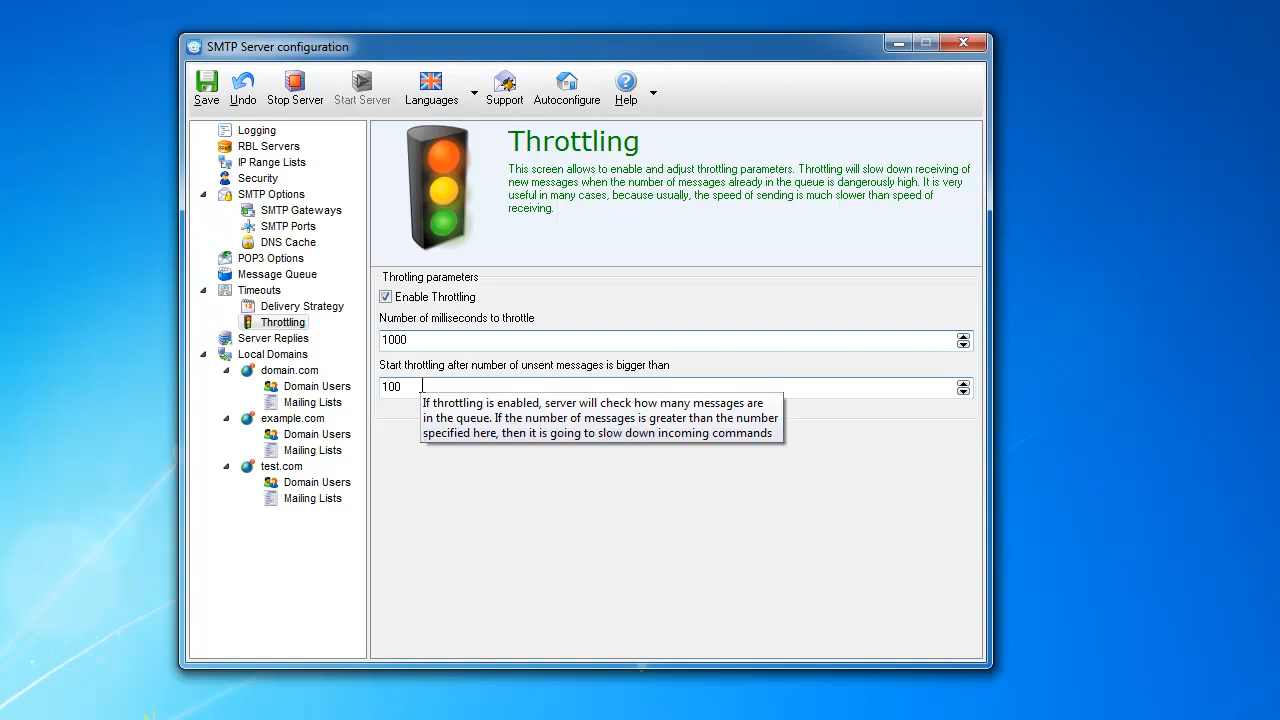 SMTP Server configuration
Save
Undo
Stop Server
Start Server
Languages
Support
Autoconfigure
Help
Logging
RBL Servers
IP Range Lists
Security
SMTP Options
SMTP Gateways
SMTP Ports
DNS Cache
POP3 Options
Message Queue
Timeouts
Delivery Strategy
Throttling
Server Replies
Local Domains
domain.com
Domain Users
Mailing Lists
example.com
Domain Users
Mailing Lists
test.com
Domain Users
Mailing Lists
Throttling
This screen allows to enable and adjust throttling parameters. Throttling will slow down receiving of
new messages when the number of messages already in the queue is dangerously high. It is very
useful in many cases, because usually, the speed of sending is much slower than speed of
receiving.
Throtling parameters
Enable Throttling
Number of milliseconds to throttle
1000
Start throttling after number of unsent messages is bigger than
100
If throttling is enabled, server will check how many messages are
in the queue. If the number of messages is greater than the number
specified here, then it is going to slow down incoming commands